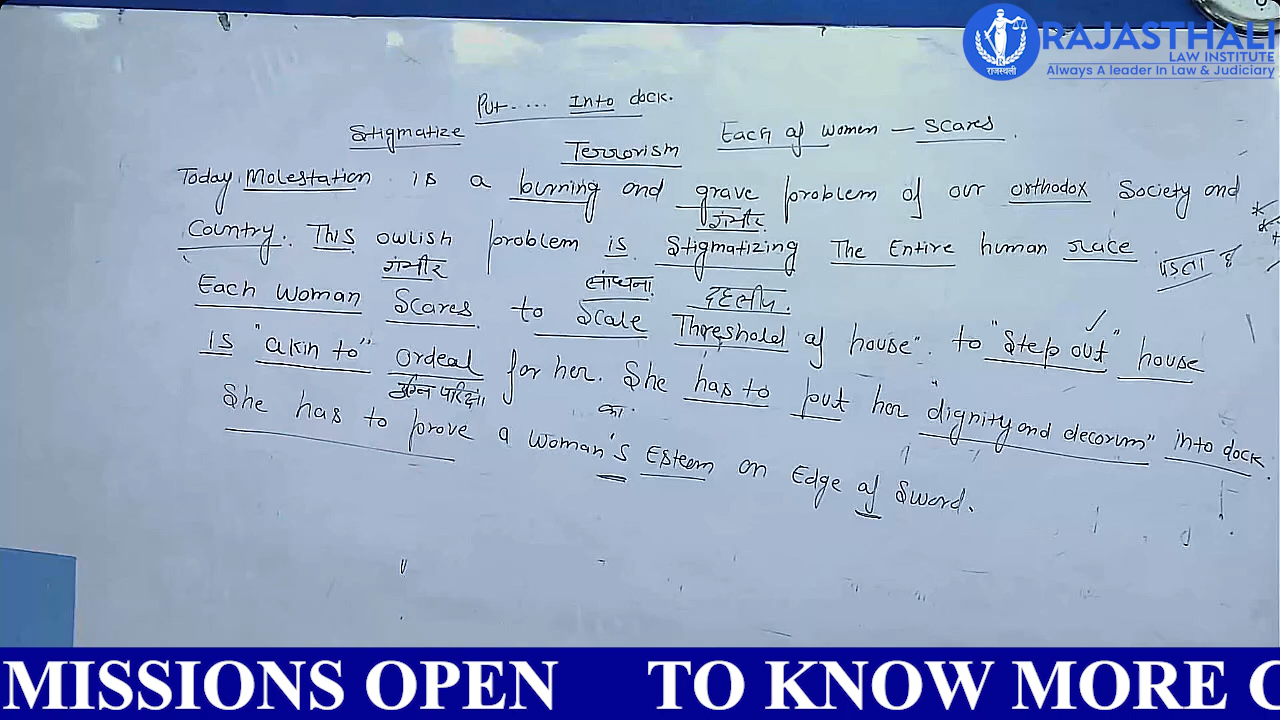 RAJASTHALI
LAW INSTITUTE
Always A leader In Law & Judiciary
राजस्थली
Put .... Into dock.
Stigmatize
Each of women — Scares.
Terrorism
Today Molestation is a burning and grave problem of our orthodox Society and
गंभीर
Country. This owlish problem is Stigmatizing The Entire human race.
गंभीर
लांघना
दहलीज
पडता है
Each woman Scares to Scale Threshold of house". to "Step out" house
is "akin to" ordeal for her. She has to put her "dignity and decorum" into dock.
अग्नि परिक्षा
का
She has to prove a woman's Esteem on Edge of Sword.
MISSIONS OPEN TO KNOW MORE C